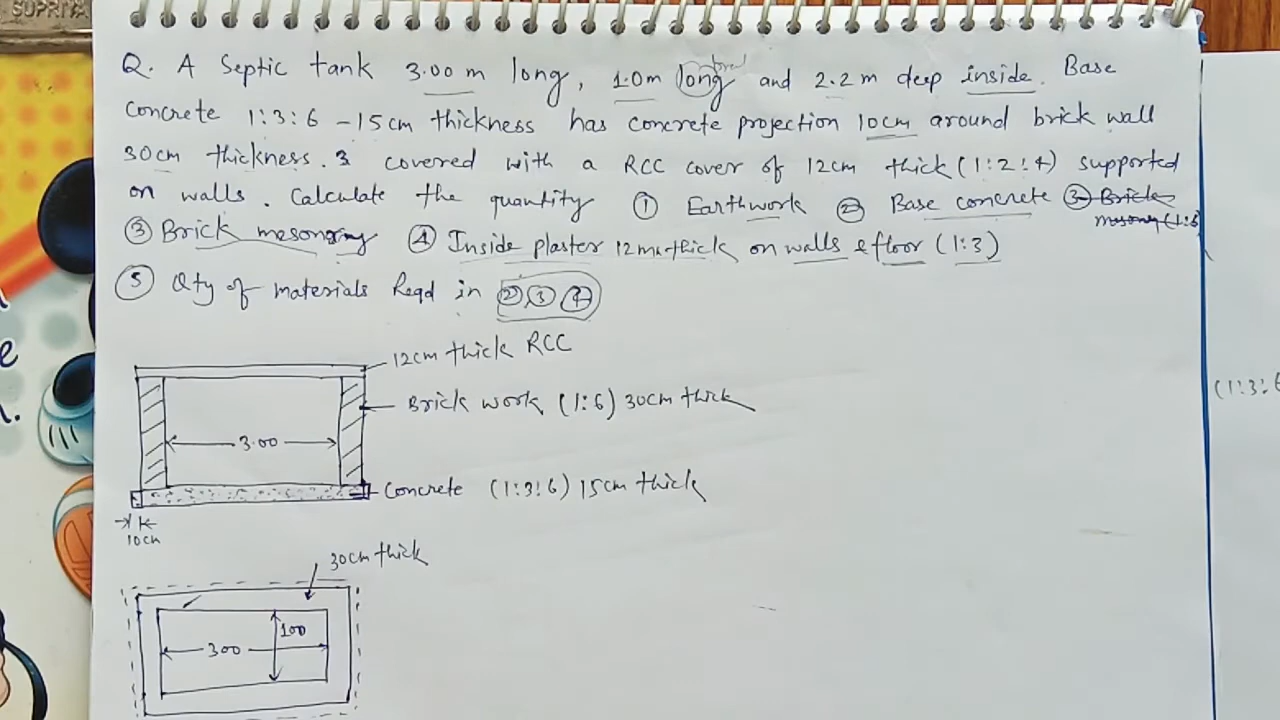 SUPRIYA
Q. A Septic tank 3.00 m long, 1.0m long and 2.2 m deep inside. Base
concrete 1:3:6 - 15cm thickness has concrete projection 10cm around brick wall
30cm thickness. 3 covered with a RCC cover of 12cm thick (1:2:4) supported
on walls. Calculate the quantity ① Earthwork ② Base concrete ③ Brick
mesonry (1:6
③ Brick mesonry ④ Inside plaster 12mm thick on walls & floor (1:3)
⑤ Qty of materials Reqd in ② ③ ④
12cm thick RCC
Brick work (1:6) 30cm thick
3.00
Concrete (1:3:6) 15cm thick
10cm
30cm thick
100
300
(1:3:6